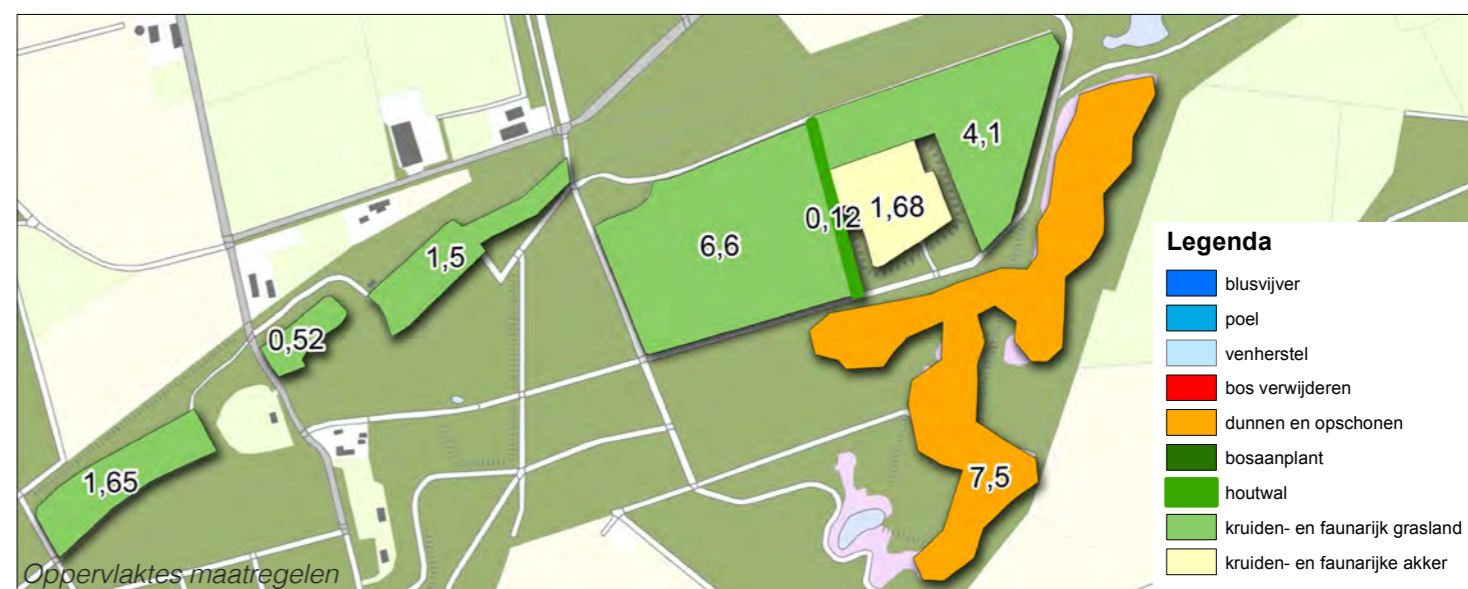 4,1
0,12
1,68
6,6
1,5
0,52
1,65
7,5
Oppervlaktes maatregelen
Legenda
blusvijver
poel
venherstel
bos verwijderen
dunnen en opschonen
bosaanplant
houtwal
kruiden- en faunarijk grasland
kruiden- en faunarijke akker